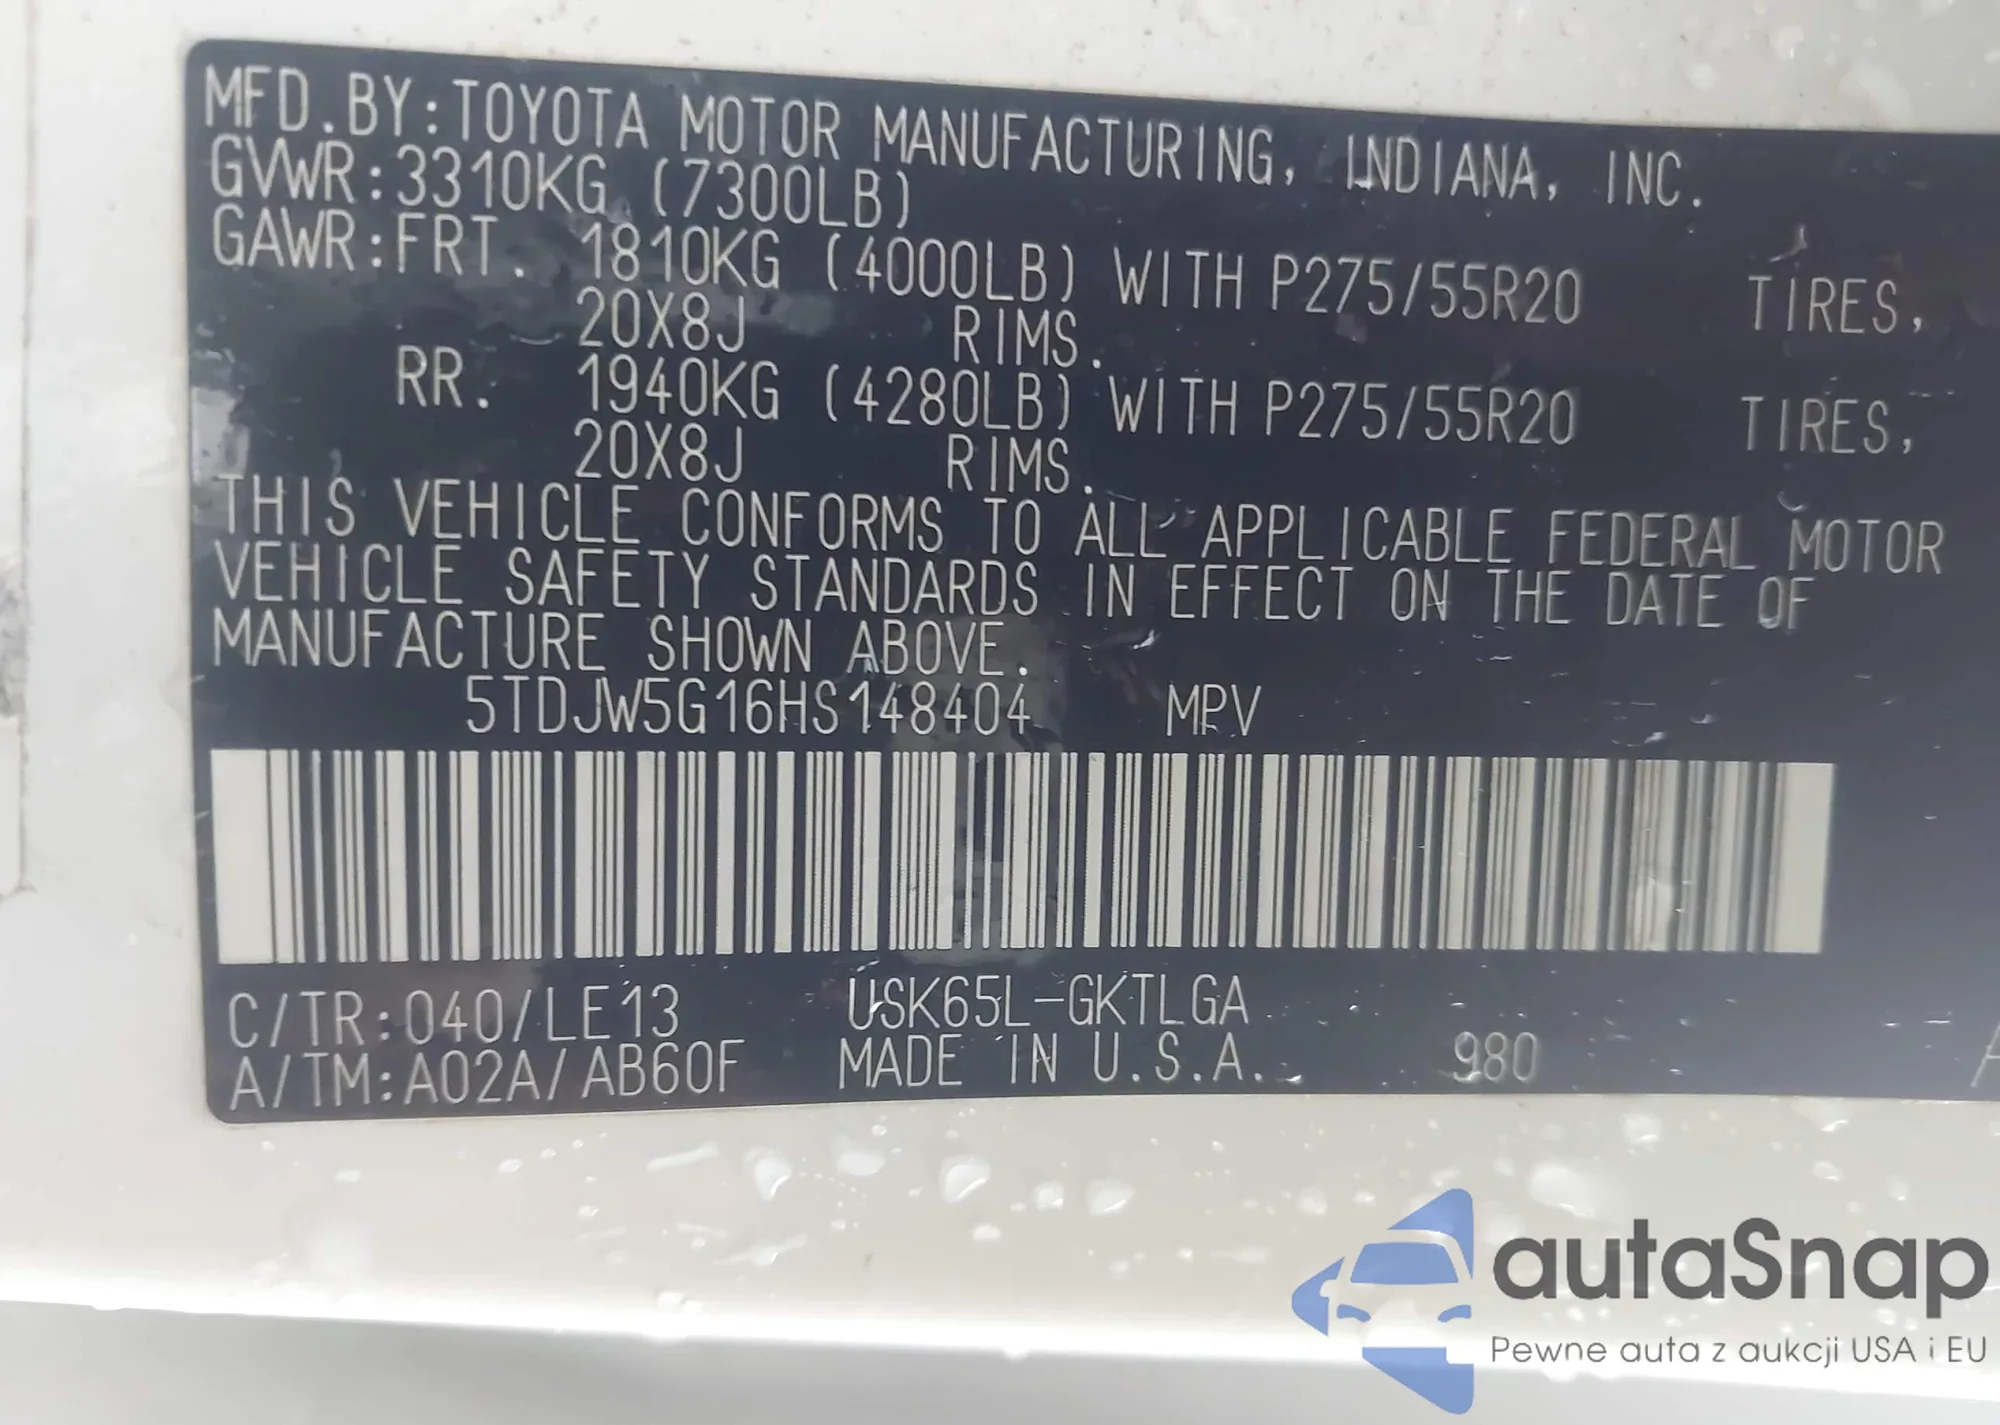 MFD.BY:TOYOTA MOTOR MANUFACTURING, INDIANA, INC.
GVWR:3310KG (7300LB)
GAWR:FRT. 1810KG (4000LB) WITH P275/55R20 TIRES,
20X8J RIMS.
RR. 1940KG (4280LB) WITH P275/55R20 TIRES,
20X8J RIMS.
THIS VEHICLE CONFORMS TO ALL APPLICABLE FEDERAL MOTOR
VEHICLE SAFETY STANDARDS IN EFFECT ON THE DATE OF
MANUFACTURE SHOWN ABOVE.
5TDJW5G16HS148404 MPV
C/TR:040/LE13 USK65L-GKTLGA
A/TM:A02A/AB60F MADE IN U.S.A. 980
autaSnap
Pewne auta z aukcji USA i EU